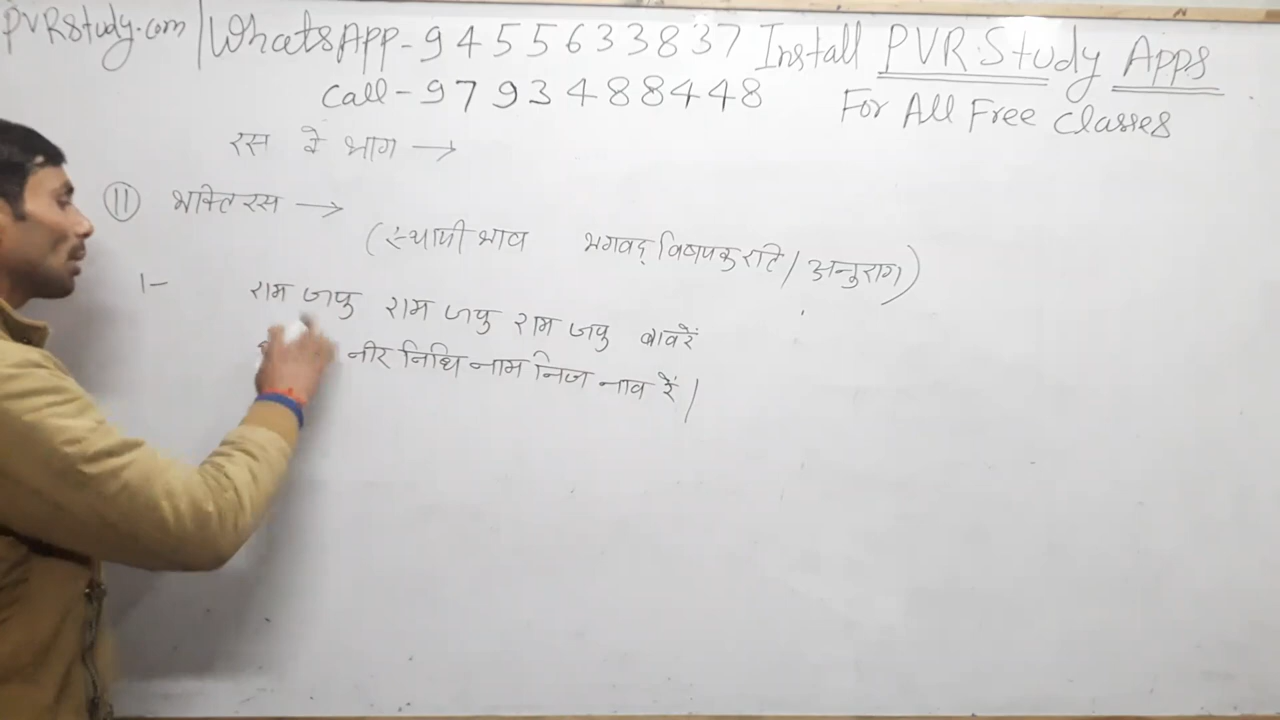 PVRStudy.com | WhatsApp - 9455633837 Install PVR Study Apps
Call - 9793488448 For All Free Classes
रस के भाग →
11 भक्ति रस →
(स्थायी भाव भगवद् विषयक रति / अनुराग)
1- राम जपु राम जपु राम जपु बावरें
नीर निधि नाम निज नाव रें |